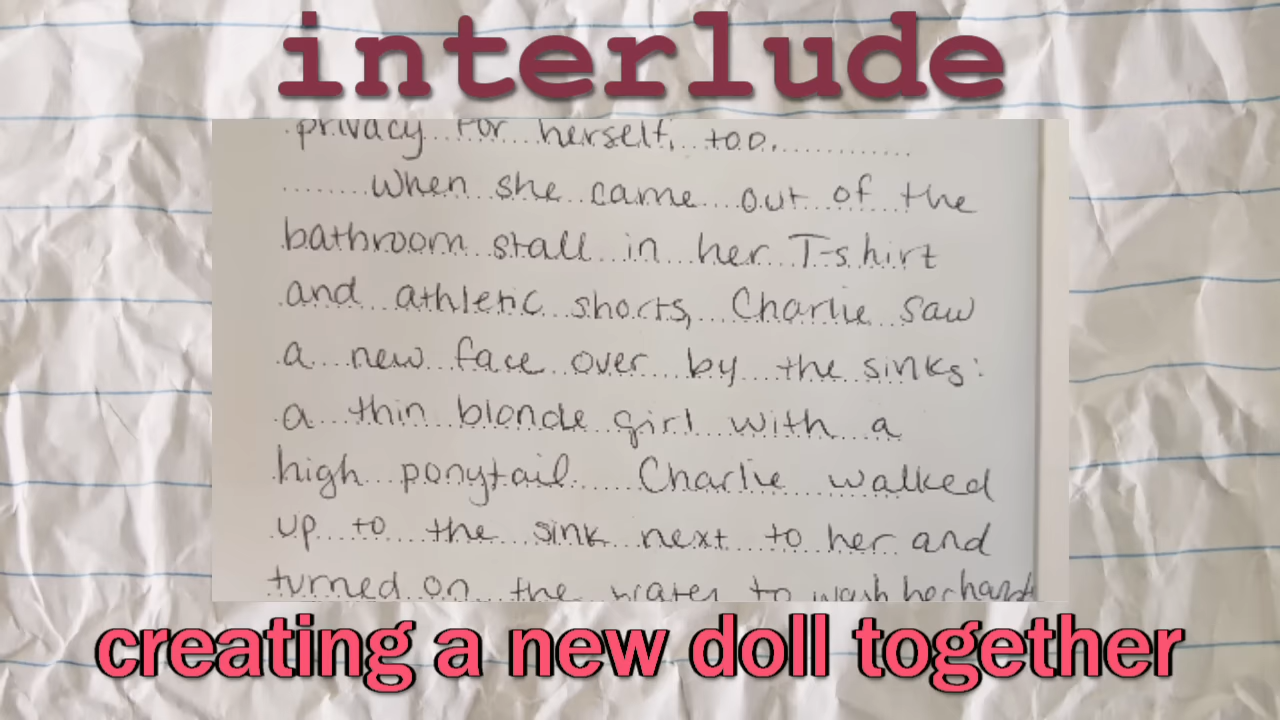 interlude
privacy for herself, too.
When she came out of the
bathroom stall in her T-shirt
and athletic shorts, Charlie saw
a new face over by the sinks:
a thin blonde girl with a
high ponytail. Charlie walked
up to the sink next to her and
turned on the water to wash her hands
creating a new doll together